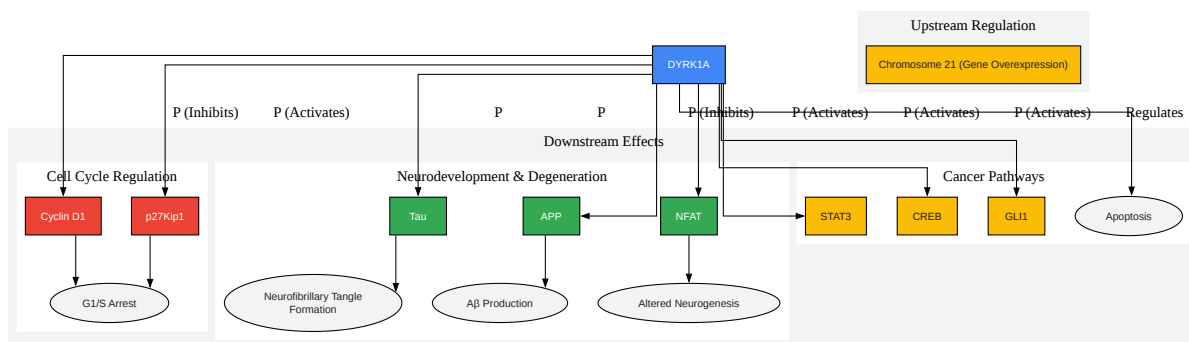 Upstream Regulation
DYRK1A
Chromosome 21 (Gene Overexpression)
P (Inhibits)
P (Activates)
P
P
P (Inhibits)
P (Activates)
P (Activates)
P (Activates)
Regulates
Downstream Effects
Cell Cycle Regulation
Neurodevelopment & Degeneration
Cancer Pathways
Cyclin D1
p27Kip1
Tau
APP
NFAT
STAT3
CREB
GLI1
Apoptosis
G1/S Arrest
Neurofibrillary Tangle
Formation
Aβ Production
Altered Neurogenesis